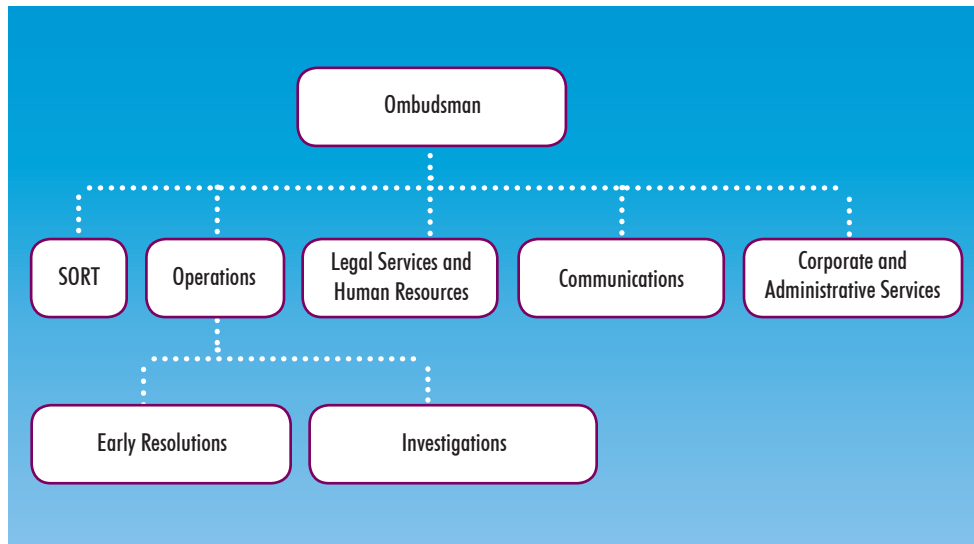 Ombudsman
SORT
Operations
Legal Services and
Human Resources
Communications
Corporate and
Administrative Services
Early Resolutions
Investigations